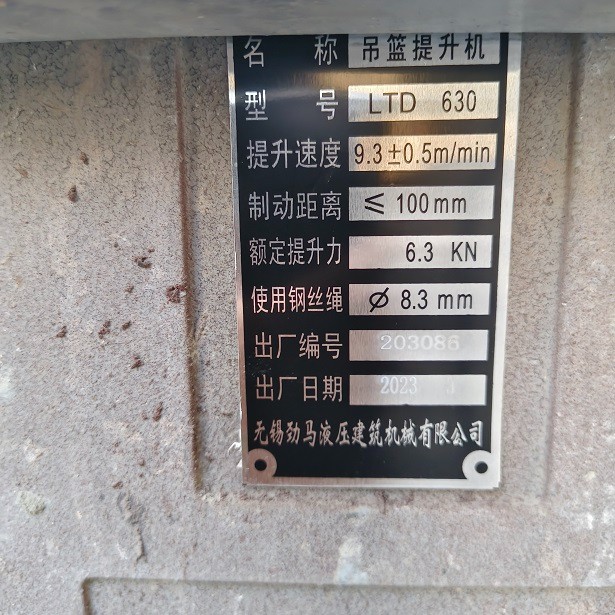 名 称 吊篮提升机
型 号 LTD 630
提升速度 9.3±0.5m/min
制动距离 ≤ 100mm
额定提升力 6.3 KN
使用钢丝绳 ⌀ 8.3 mm
出厂编号 203086
出厂日期 2023
无锡劲马液压建筑机械有限公司